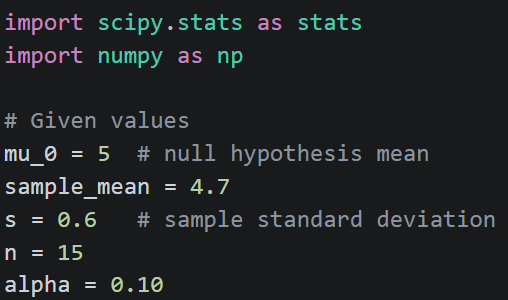 import scipy.stats as stats
import numpy as np
# Given values
mu_0 = 5  # null hypothesis mean
sample_mean = 4.7
s = 0.6   # sample standard deviation
n = 15
alpha = 0.10